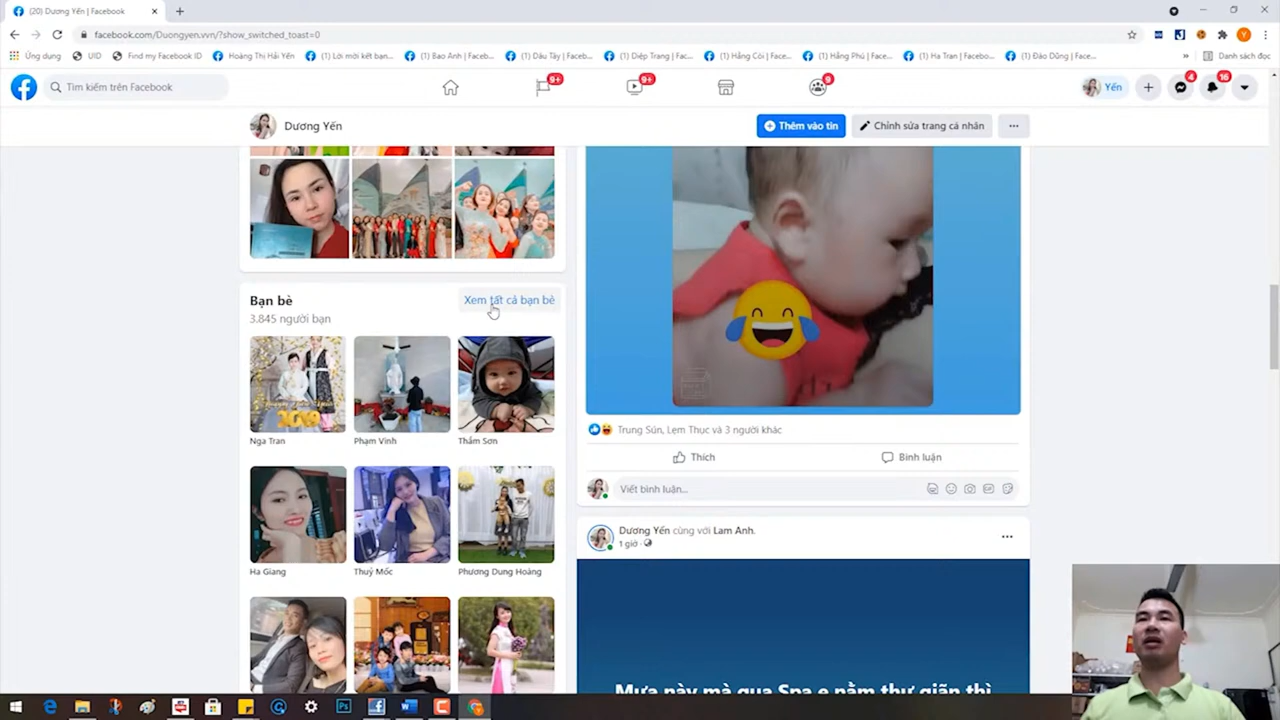 (20) Dương Yến | Facebook
facebook.com/Duongyen.vvn/?show_switched_toast=0
Ứng dụng
UID
Find my Facebook ID
Hoàng Thị Hải Yến
(1) Lời mời kết bạn...
(1) Bao Anh | Faceb...
(1) Dâu Tây | Facebo...
(1) Diệp Trang | Fac...
(1) Hằng Còi | Faceb...
(1) Hằng Phú | Face...
(1) Ha Tran | Facebo...
(1) Đào Dũng | Face...
»
Danh sách đọc
Tìm kiếm trên Facebook
9+
9+
9
Yến
4
16
Dương Yến
Thêm vào tin
Chỉnh sửa trang cá nhân
Bạn bè
Xem tất cả bạn bè
3.845 người bạn
Nga Tran
Phạm Vinh
Thắm Sơn
Ha Giang
Thuỷ Mốc
Phương Dung Hoàng
Trung Sún, Lẹm Thục và 3 người khác
Thích
Bình luận
Viết bình luận...
Dương Yến cùng với Lam Anh.
1 giờ ·
Mưa này mà qua Spa e nằm thư giãn thì